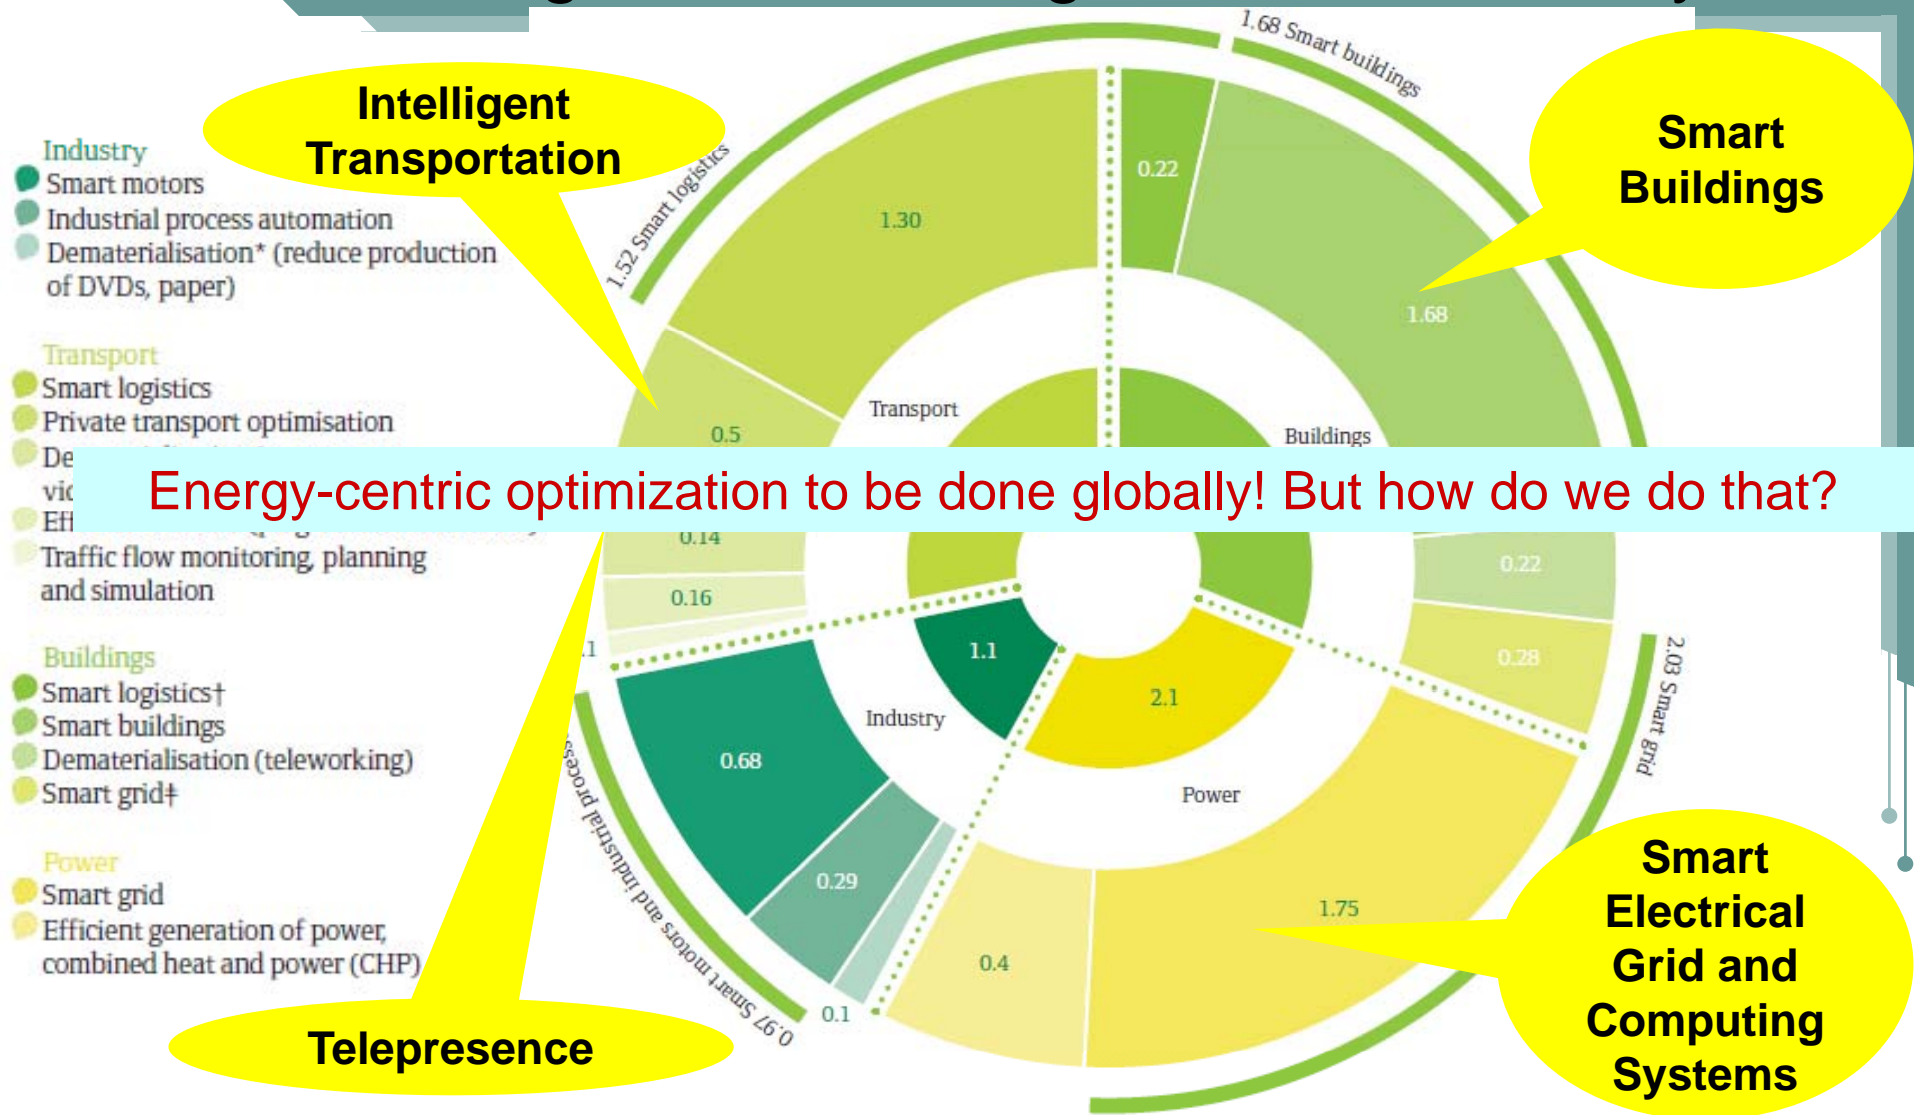 1.68 Smart buildings
Intelligent
Transportation
Smart
Buildings
Industry
Smart motors
Industrial process automation
Dematerialisation* (reduce production
of DVDs, paper)
Transport
Smart logistics
Private transport optimisation
Traffic flow monitoring, planning
and simulation
Buildings
Smart logistics†
Smart buildings
Dematerialisation (teleworking)
Smart grid‡
Power
Smart grid
Efficient generation of power,
combined heat and power (CHP)
1.52 Smart logistics
0.22
1.30
1.68
Transport
Buildings
0.5
Energy-centric optimization to be done globally! But how do we do that?
0.14
0.22
0.16
1.1
0.28
2.1
2.03 Smart grid
Industry
0.68
Power
0.29
1.75
0.4
0.1
0.97 Smart motors and industrial process
Smart
Electrical
Grid and
Computing
Systems
Telepresence